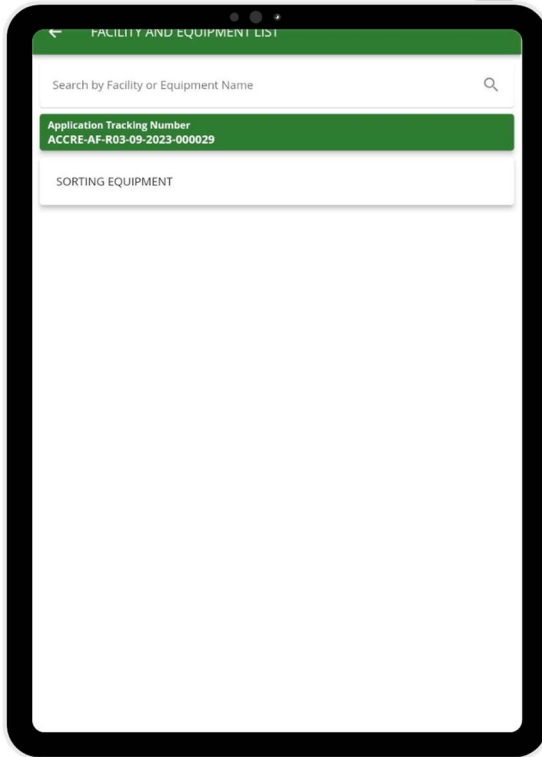 FACILITY AND EQUIPMENT LIST
Search by Facility or Equipment Name
Application Tracking Number
ACCRE-AF-R03-09-2023-000029
SORTING EQUIPMENT